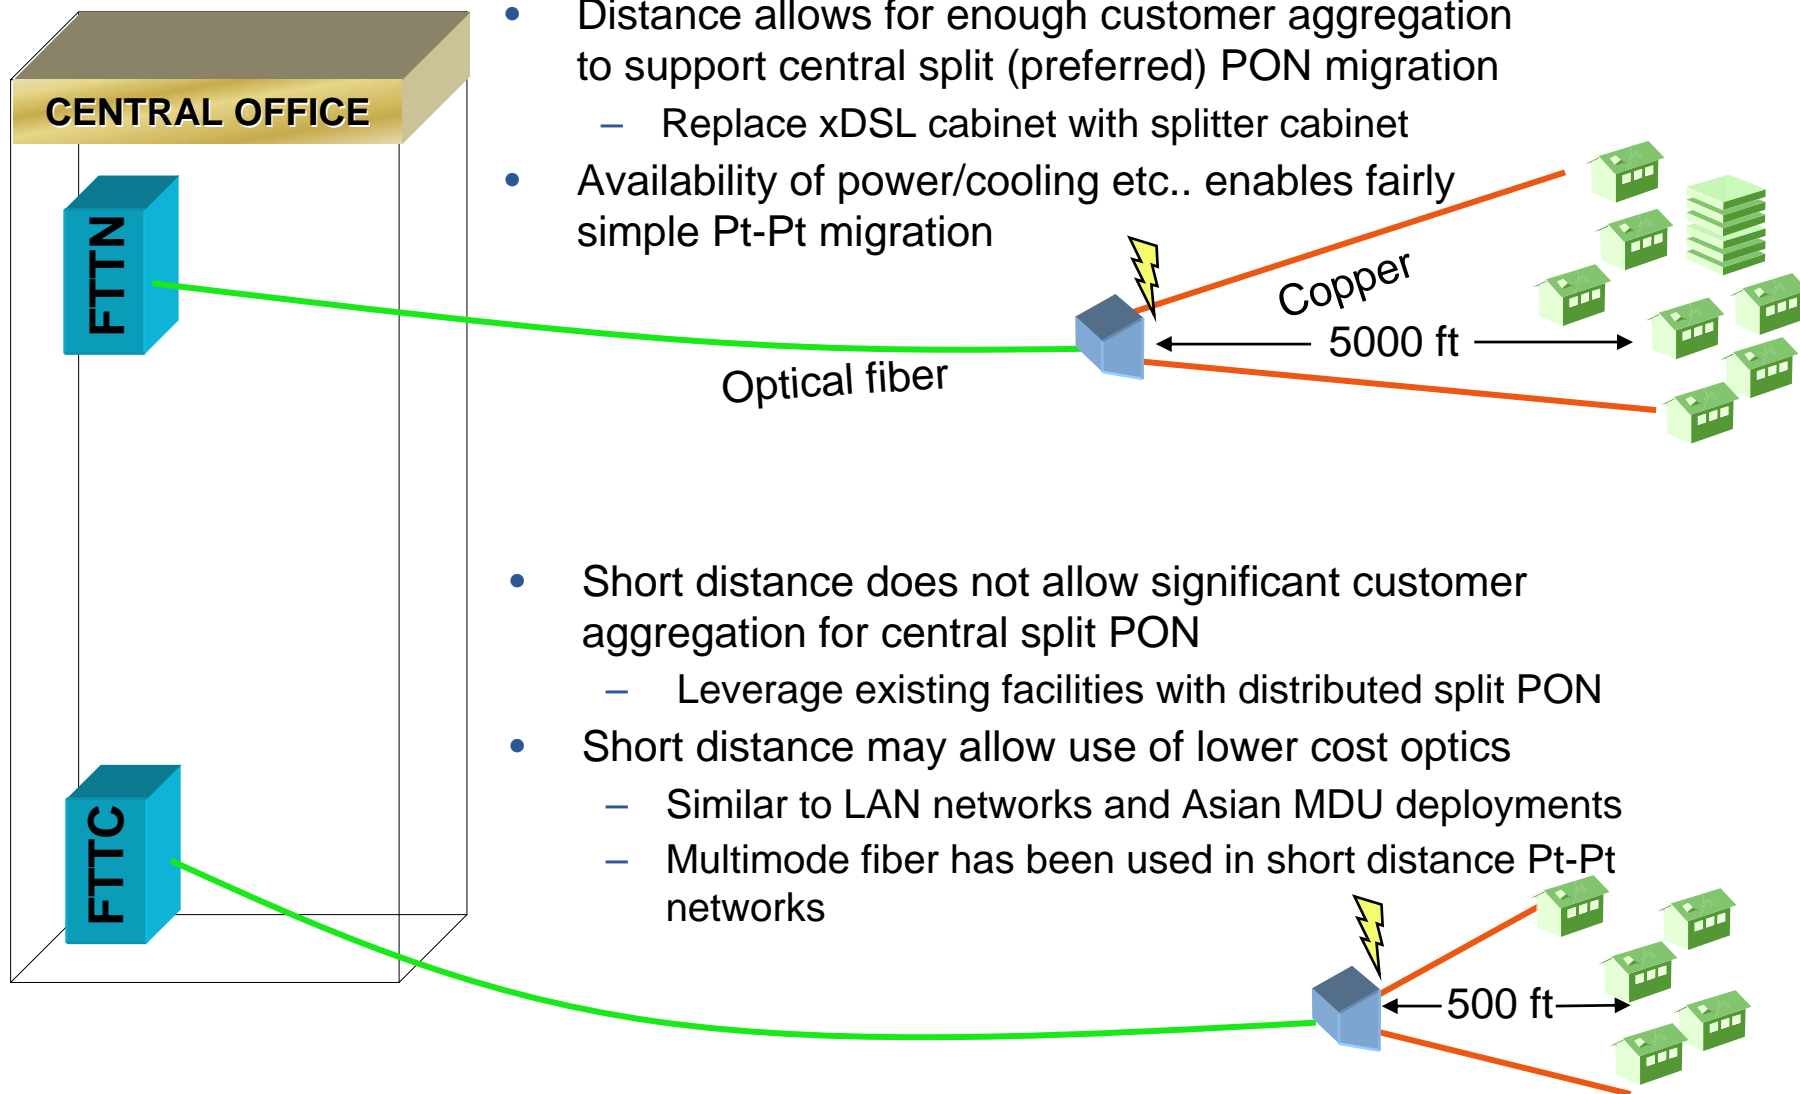 • Distance allows for enough customer aggregation
to support central split (preferred) PON migration
– Replace xDSL cabinet with splitter cabinet
• Availability of power/cooling etc.. enables fairly
simple Pt-Pt migration
CENTRAL OFFICE
FTTN
Copper
5000 ft
Optical fiber
• Short distance does not allow significant customer
aggregation for central split PON
– Leverage existing facilities with distributed split PON
• Short distance may allow use of lower cost optics
– Similar to LAN networks and Asian MDU deployments
– Multimode fiber has been used in short distance Pt-Pt
networks
FTTC
500 ft